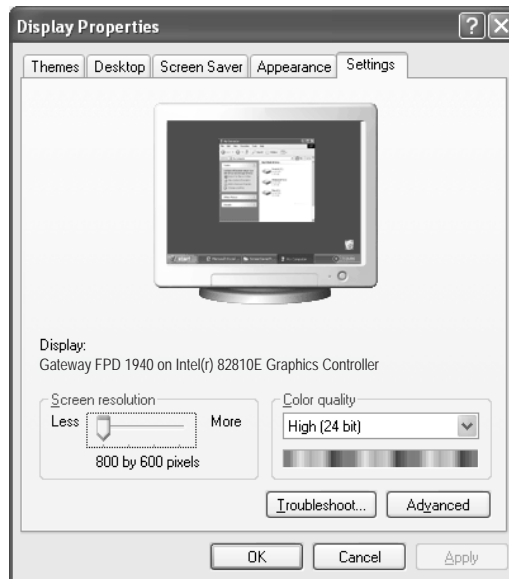 Display Properties
Themes Desktop Screen Saver Appearance Settings
start
Display:
Gateway FPD 1940 on Intel(r) 82810E Graphics Controller
Screen resolution
Less More
800 by 600 pixels
Color quality
High (24 bit)
Troubleshoot... Advanced
OK Cancel Apply